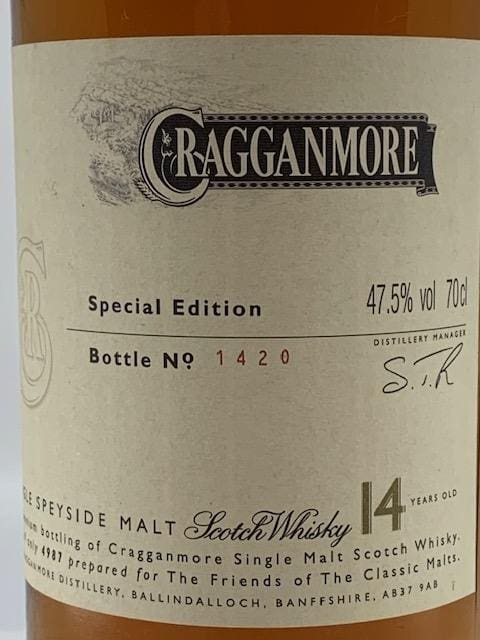 CRAGGANMORE
Special Edition
47.5% vol 70cl
Bottle Nº 1420
DISTILLERY MANAGER
S.T.R
SPEYSIDE MALT Scotch Whisky 14 YEARS OLD
bottling of Cragganmore Single Malt Scotch Whisky,
only 4987 prepared for The Friends of The Classic Malts.
DISTILLERY, BALLINDALLOCH, BANFFSHIRE, AB37 9AB